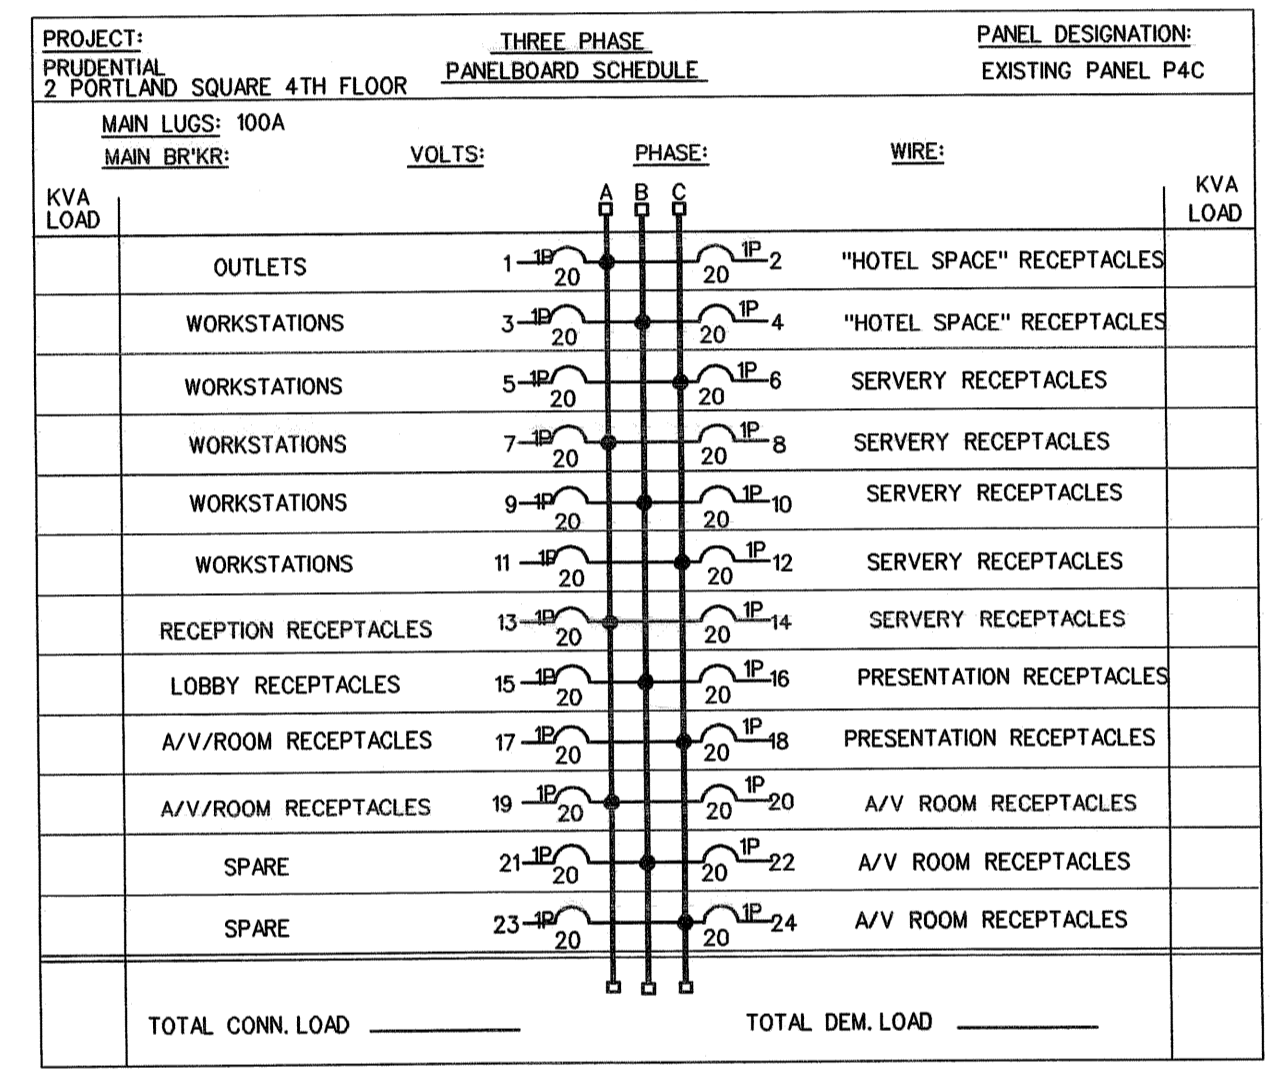 PROJECT:
THREE PHASE
PANEL DESIGNATION:
PRUDENTIAL
2 PORTLAND SQUARE 4TH FLOOR
PANELBOARD SCHEDULE
EXISTING PANEL P4C
MAIN LUGS: 100A
MAIN BR'KR:
VOLTS:
PHASE:
WIRE:
KVA
LOAD
A B C
KVA
LOAD
OUTLETS 1 1P 20 20 1P 2 "HOTEL SPACE" RECEPTACLES
WORKSTATIONS 3 1P 20 20 1P 4 "HOTEL SPACE" RECEPTACLES
WORKSTATIONS 5 1P 20 20 1P 6 SERVERY RECEPTACLES
WORKSTATIONS 7 1P 20 20 1P 8 SERVERY RECEPTACLES
WORKSTATIONS 9 1P 20 20 1P 10 SERVERY RECEPTACLES
WORKSTATIONS 11 1P 20 20 1P 12 SERVERY RECEPTACLES
RECEPTION RECEPTACLES 13 1P 20 20 1P 14 SERVERY RECEPTACLES
LOBBY RECEPTACLES 15 1P 20 20 1P 16 PRESENTATION RECEPTACLES
A/V/ROOM RECEPTACLES 17 1P 20 20 1P 18 PRESENTATION RECEPTACLES
A/V/ROOM RECEPTACLES 19 1P 20 20 1P 20 A/V ROOM RECEPTACLES
SPARE 21 1P 20 20 1P 22 A/V ROOM RECEPTACLES
SPARE 23 1P 20 20 1P 24 A/V ROOM RECEPTACLES
TOTAL CONN. LOAD
TOTAL DEM. LOAD